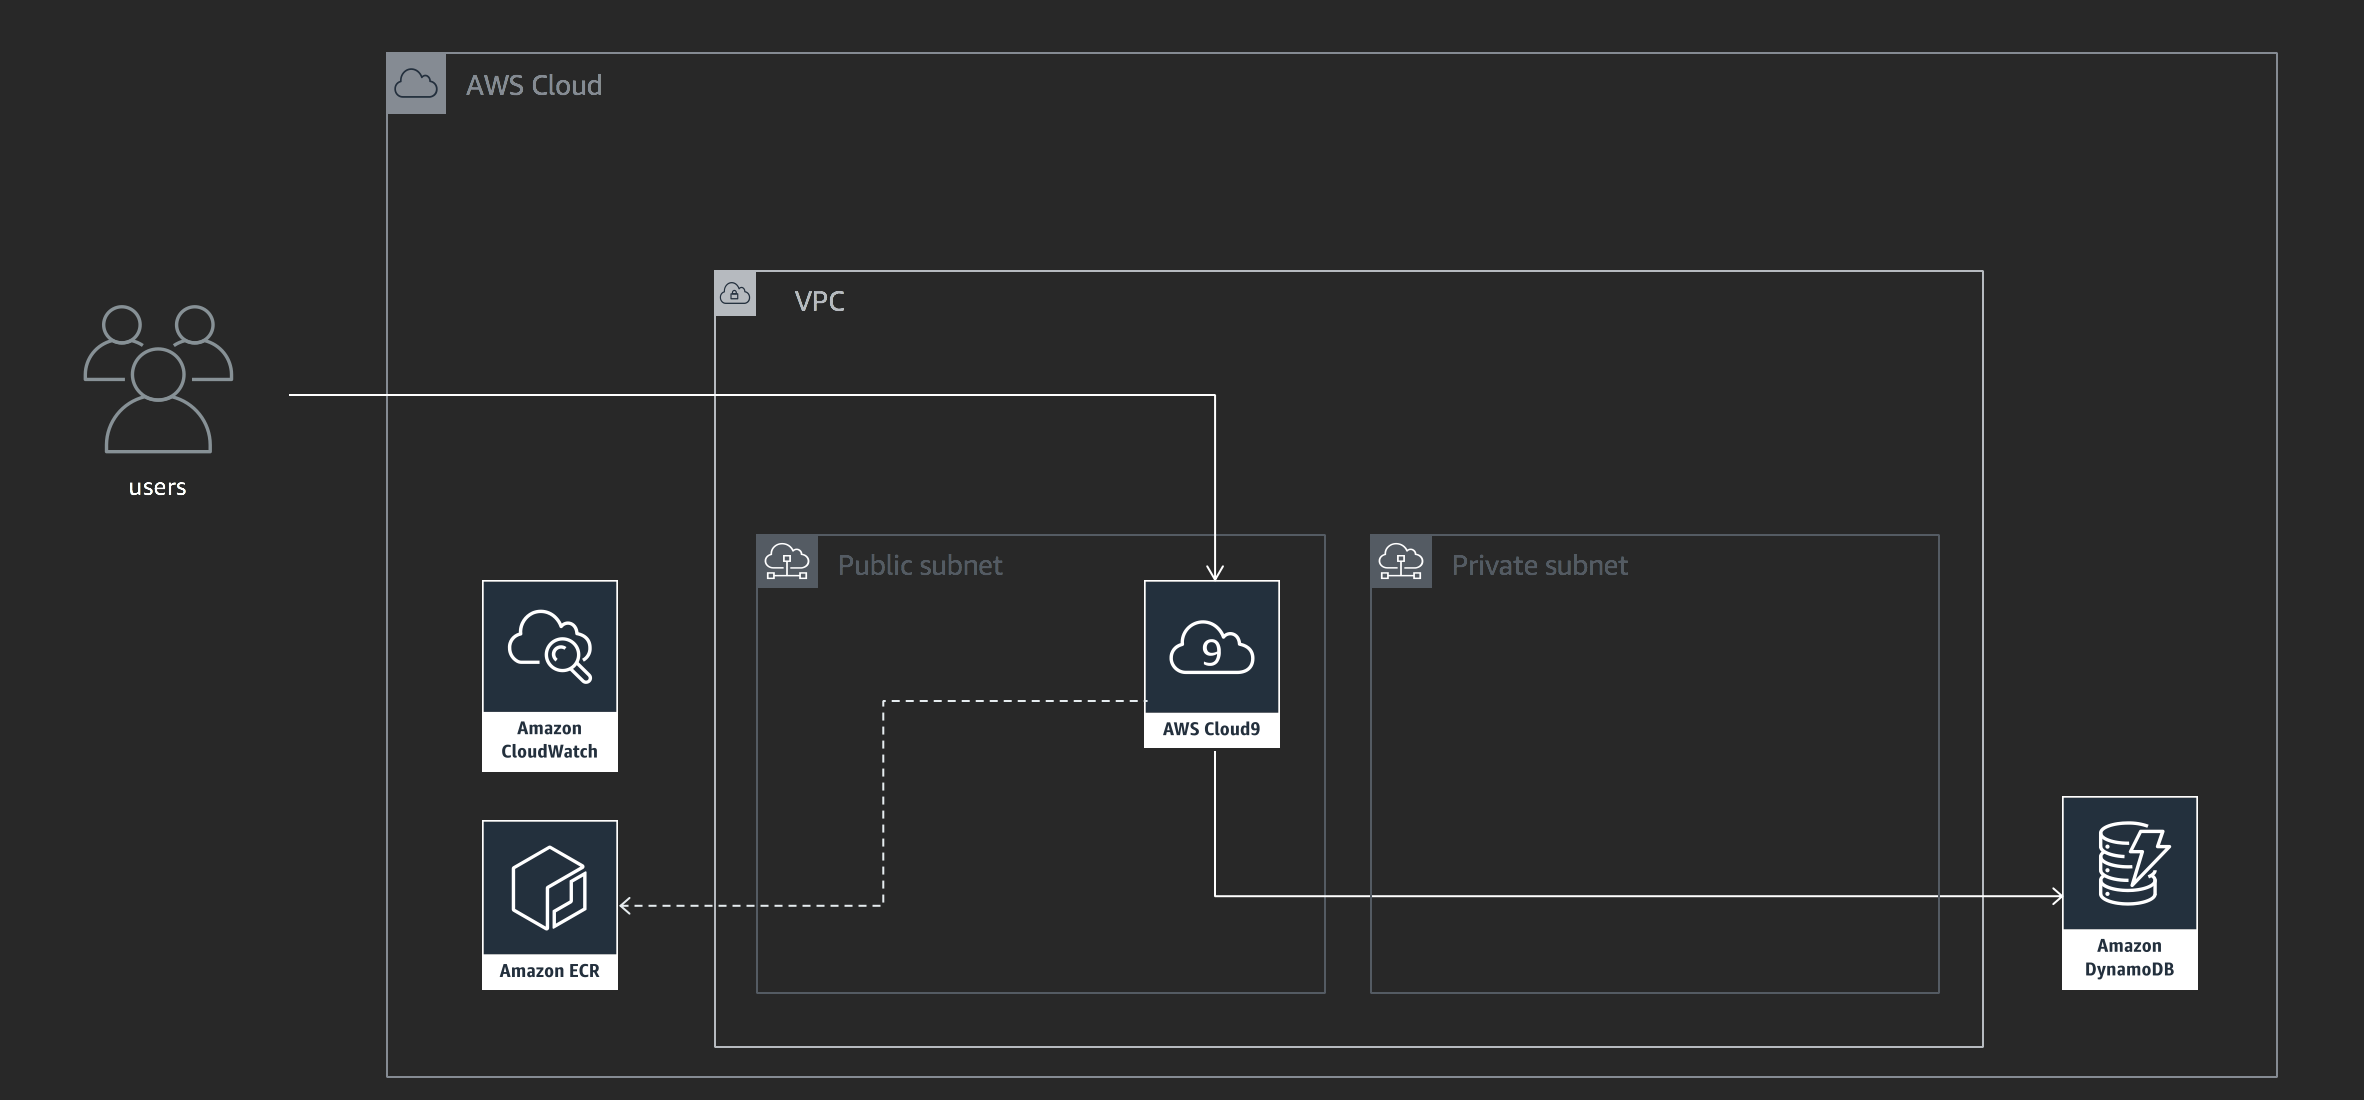 AWS Cloud
VPC
users
Public subnet
Private subnet
9
Amazon
CloudWatch
AWS Cloud9
Amazon ECR
Amazon
DynamoDB